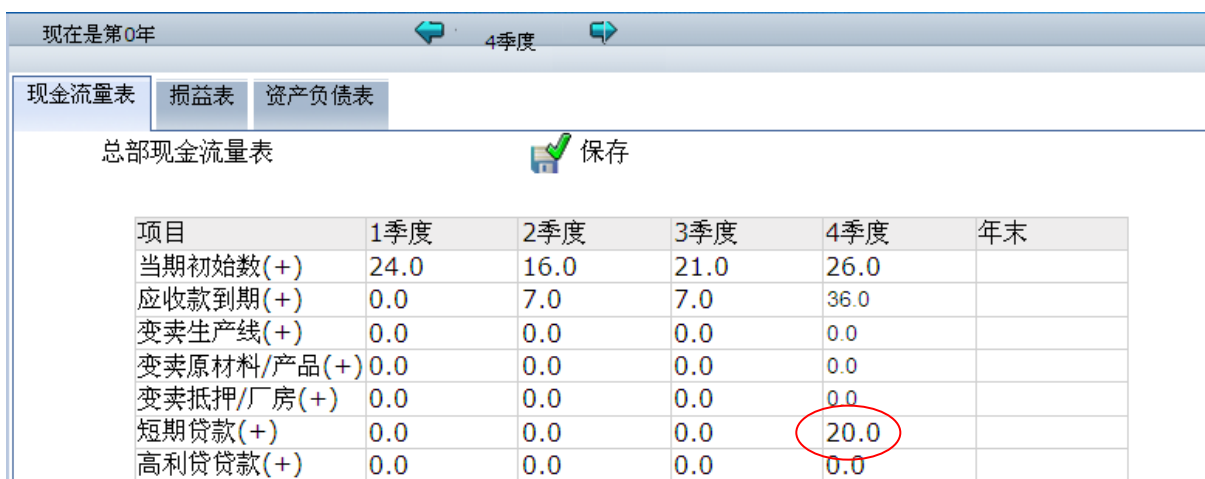 现在是第0年 4季度
现金流量表 损益表 资产负债表
总部现金流量表 保存
项目 1季度 2季度 3季度 4季度 年末
当期初始数(+) 24.0 16.0 21.0 26.0
应收款到期(+) 0.0 7.0 7.0 36.0
变卖生产线(+) 0.0 0.0 0.0 0.0
变卖原材料/产品(+) 0.0 0.0 0.0 0.0
变卖抵押/厂房(+) 0.0 0.0 0.0 0.0
短期贷款(+) 0.0 0.0 0.0 20.0
高利贷贷款(+) 0.0 0.0 0.0 0.0